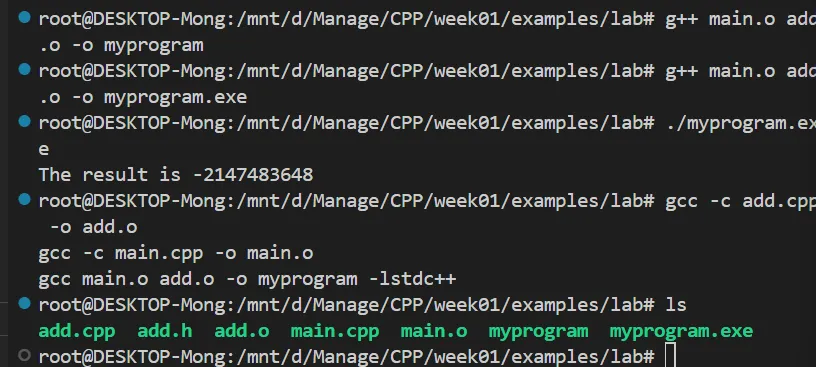 root@DESKTOP-Mong:/mnt/d/Manage/CPP/week01/examples/lab# g++ main.o add
.o -o myprogram
root@DESKTOP-Mong:/mnt/d/Manage/CPP/week01/examples/lab# g++ main.o add
.o -o myprogram.exe
root@DESKTOP-Mong:/mnt/d/Manage/CPP/week01/examples/lab# ./myprogram.ex
e
The result is -2147483648
root@DESKTOP-Mong:/mnt/d/Manage/CPP/week01/examples/lab# gcc -c add.cpp
 -o add.o
gcc -c main.cpp -o main.o
gcc main.o add.o -o myprogram -lstdc++
root@DESKTOP-Mong:/mnt/d/Manage/CPP/week01/examples/lab# ls
add.cpp  add.h  add.o  main.cpp  main.o  myprogram  myprogram.exe
root@DESKTOP-Mong:/mnt/d/Manage/CPP/week01/examples/lab#